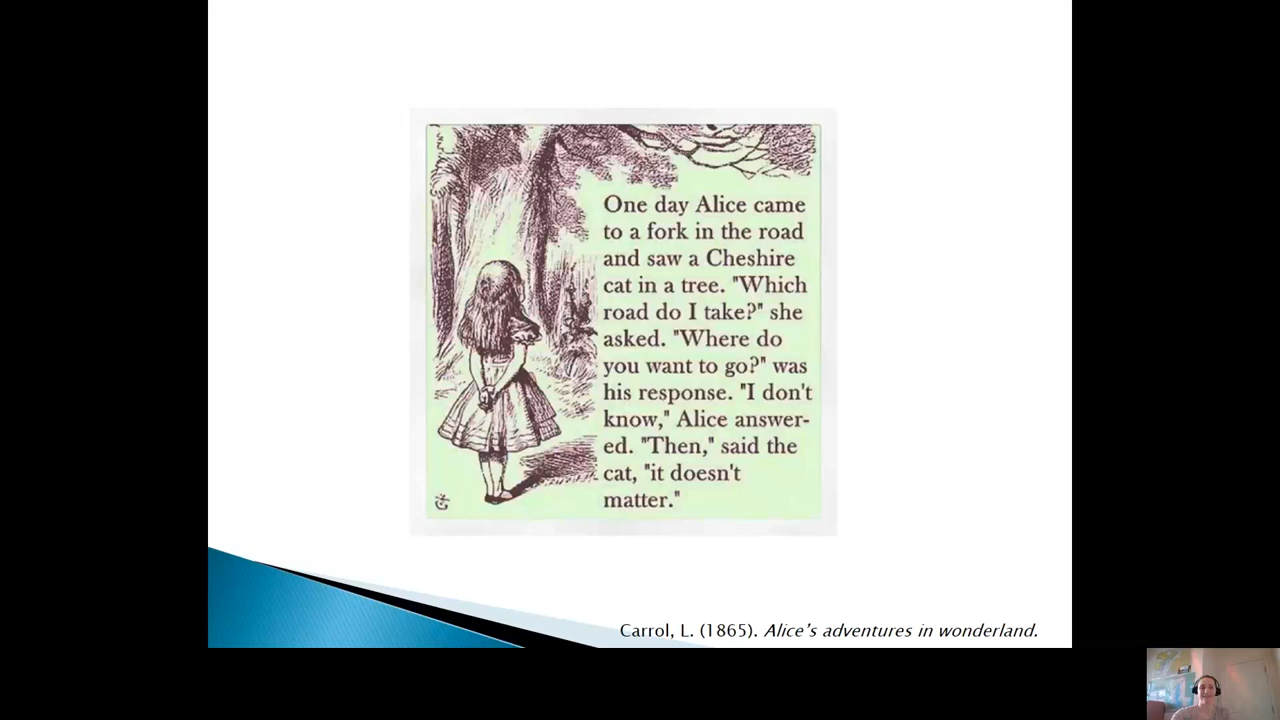 One day Alice came
to a fork in the road
and saw a Cheshire
cat in a tree. "Which
road do I take?" she
asked. "Where do
you want to go?" was
his response. "I don't
know," Alice answer-
ed. "Then," said the
cat, "it doesn't
matter."
Carrol, L. (1865). Alice's adventures in wonderland.